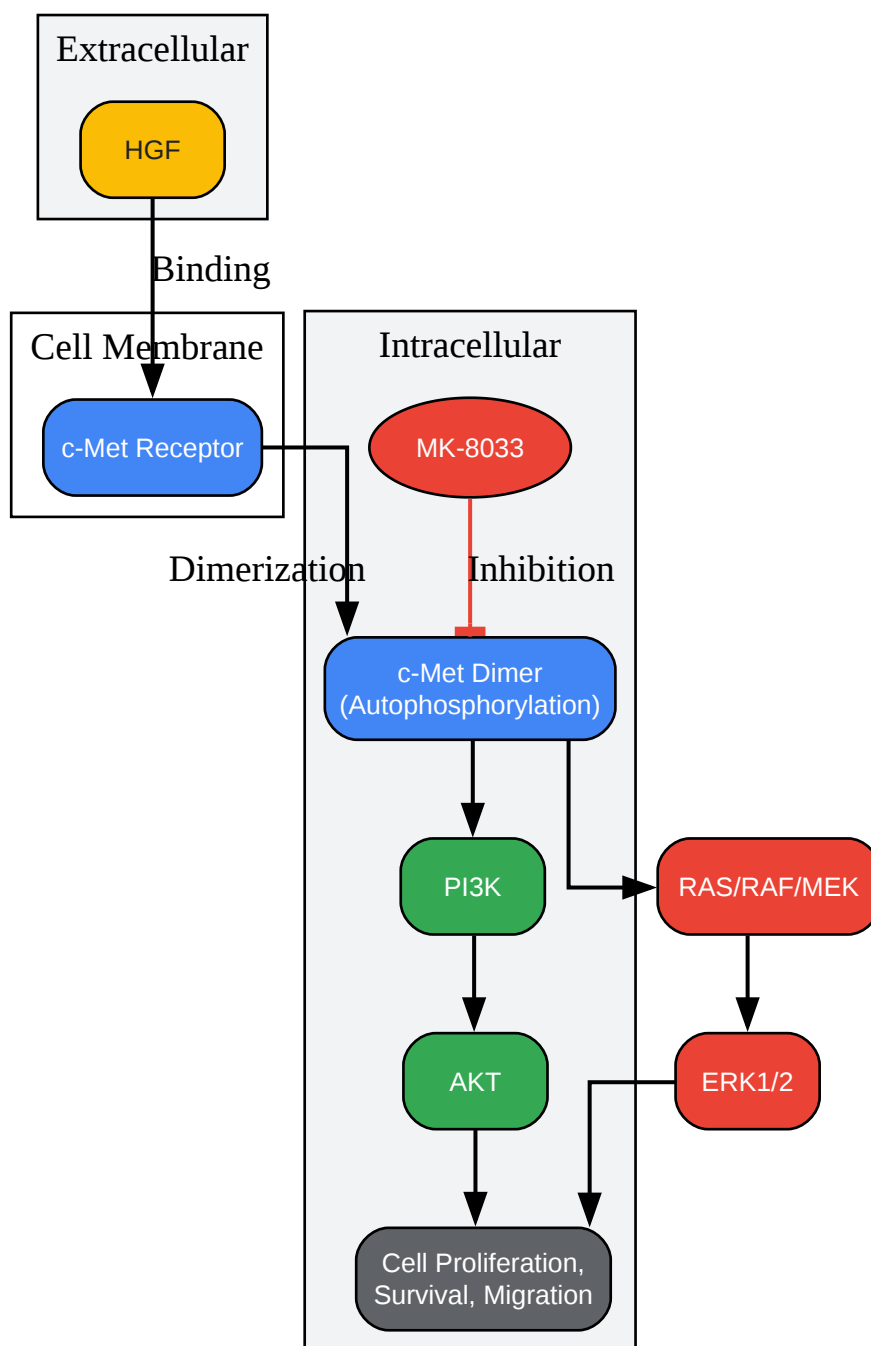 Extracellular
HGF
Binding
Cell Membrane
Intracellular
c-Met Receptor
MK-8033
Dimerization
Inhibition
c-Met Dimer
(Autophosphorylation)
PI3K
RAS/RAF/MEK
AKT
ERK1/2
Cell Proliferation,
Survival, Migration